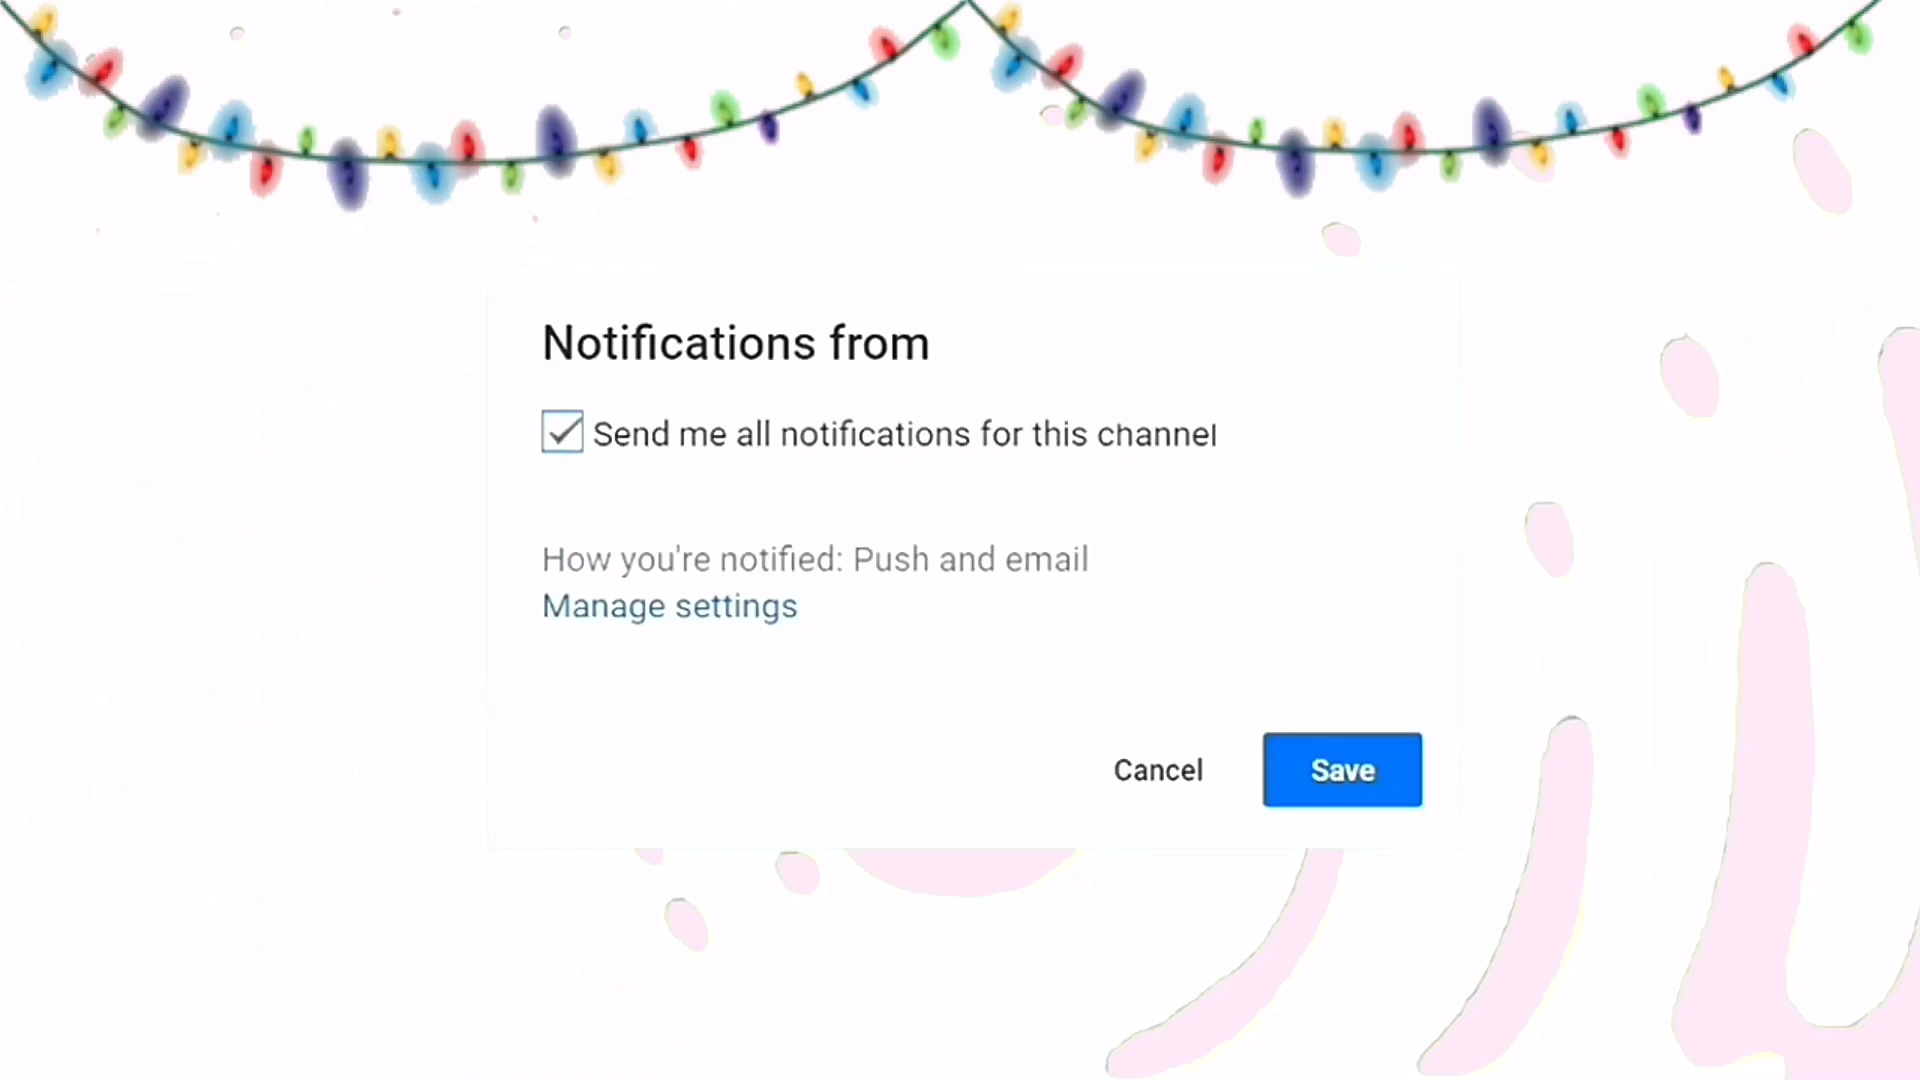 Notifications from
Send me all notifications for this channel
How you're notified: Push and email
Manage settings
Cancel
Save